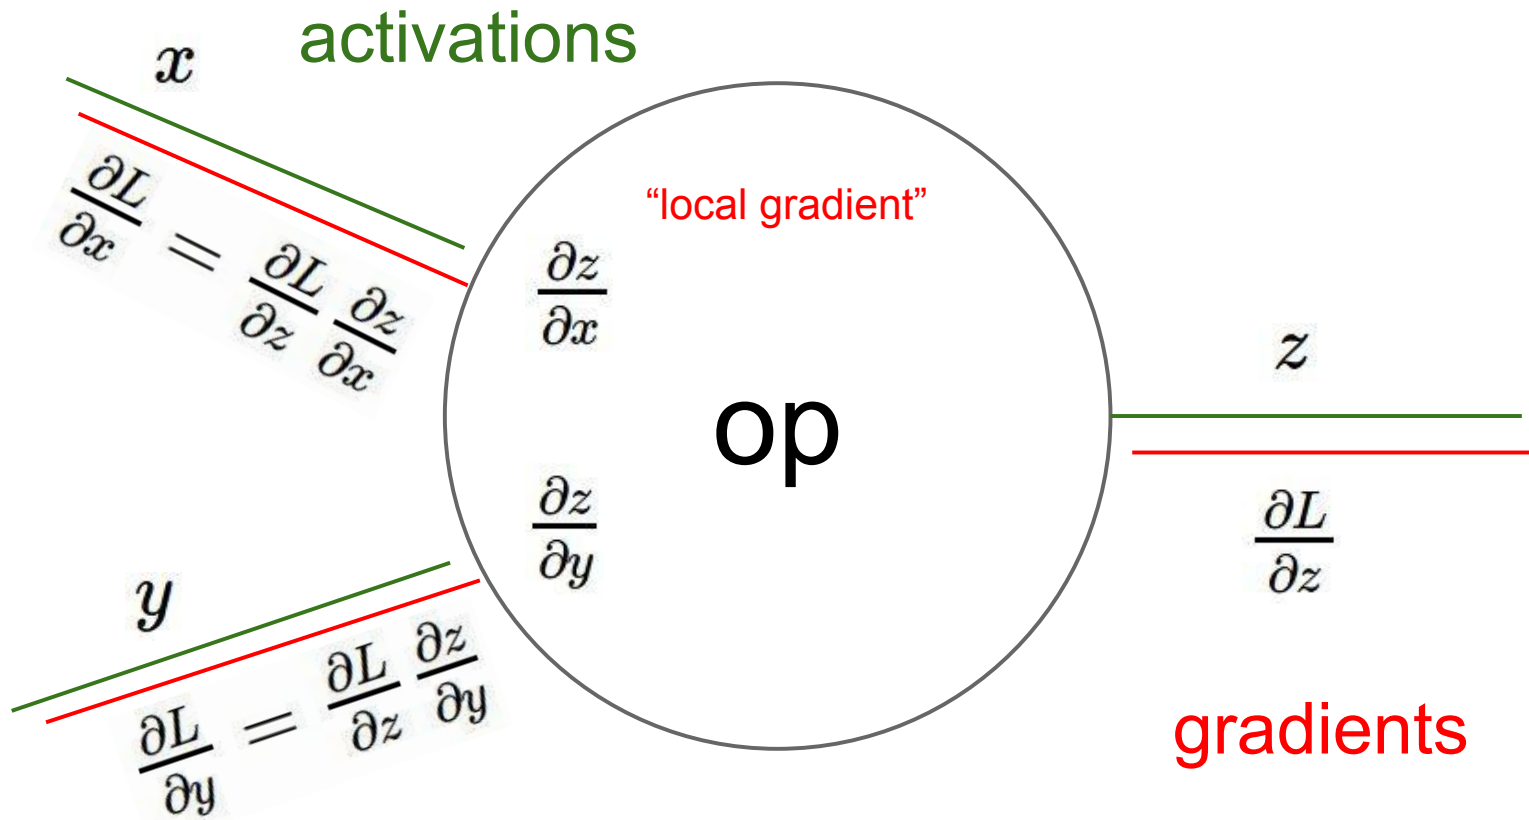 activations
x
∂L/∂x = ∂L/∂z ∂z/∂x
“local gradient”
∂z/∂x
op
∂z/∂y
z
∂L/∂z
y
∂L/∂y = ∂L/∂z ∂z/∂y
gradients